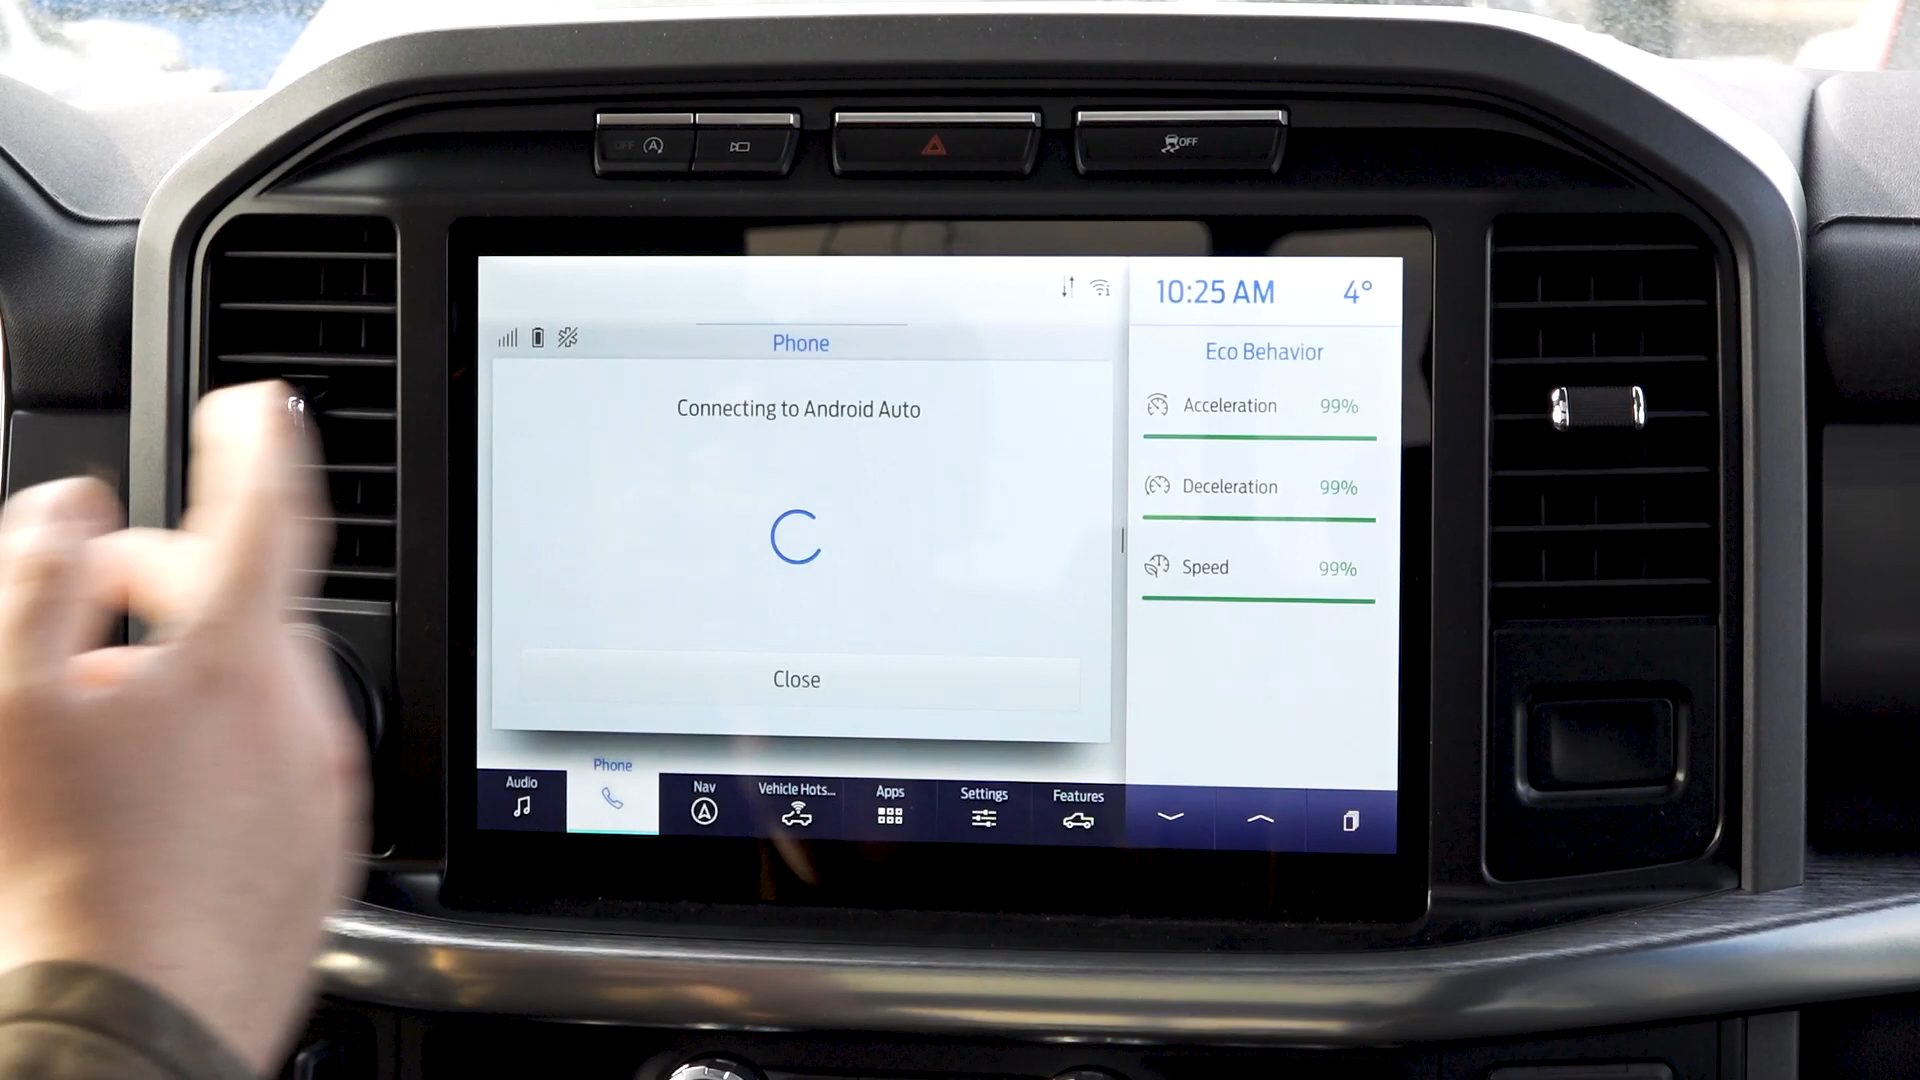 OFF
OFF
10:25 AM 4°
Phone
Connecting to Android Auto
Close
Eco Behavior
Acceleration 99%
Deceleration 99%
Speed 99%
Audio
Phone
Nav
Vehicle Hots...
Apps
Settings
Features